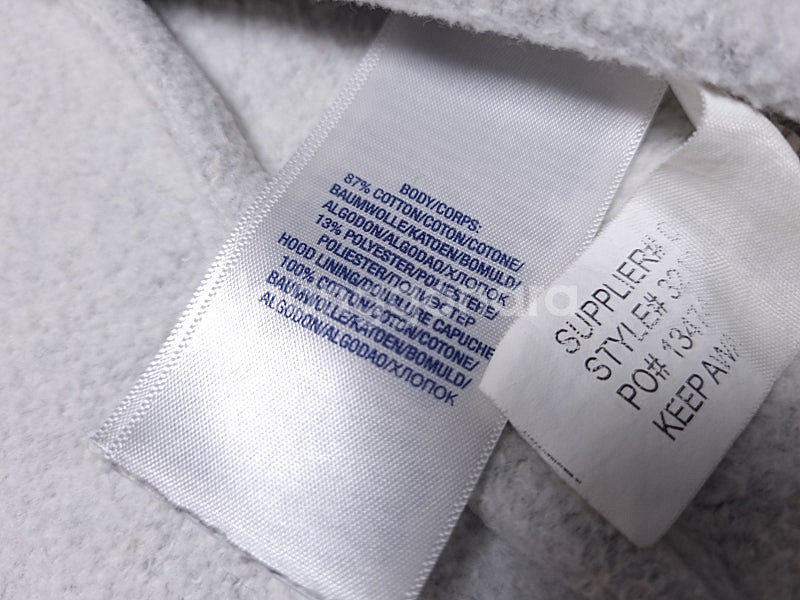 BODY/CORPS:
87% COTTON/COTON/COTONE/
BAUMWOLLE/KATOEN/BOMULD/
ALGODON/ALGODAO/ХЛОПОК
13% POLYESTER/POLIESTERE/
POLIESTER/ПОЛИЭСТЕР
HOOD LINING/DOUBLURE CAPUCHE
100% COTTON/COTON/COTONE/
BAUMWOLLE/KATOEN/BOMULD/
ALGODON/ALGODAO/ХЛОПОК
SUPPLIER#
STYLE#
PO#
KEEP